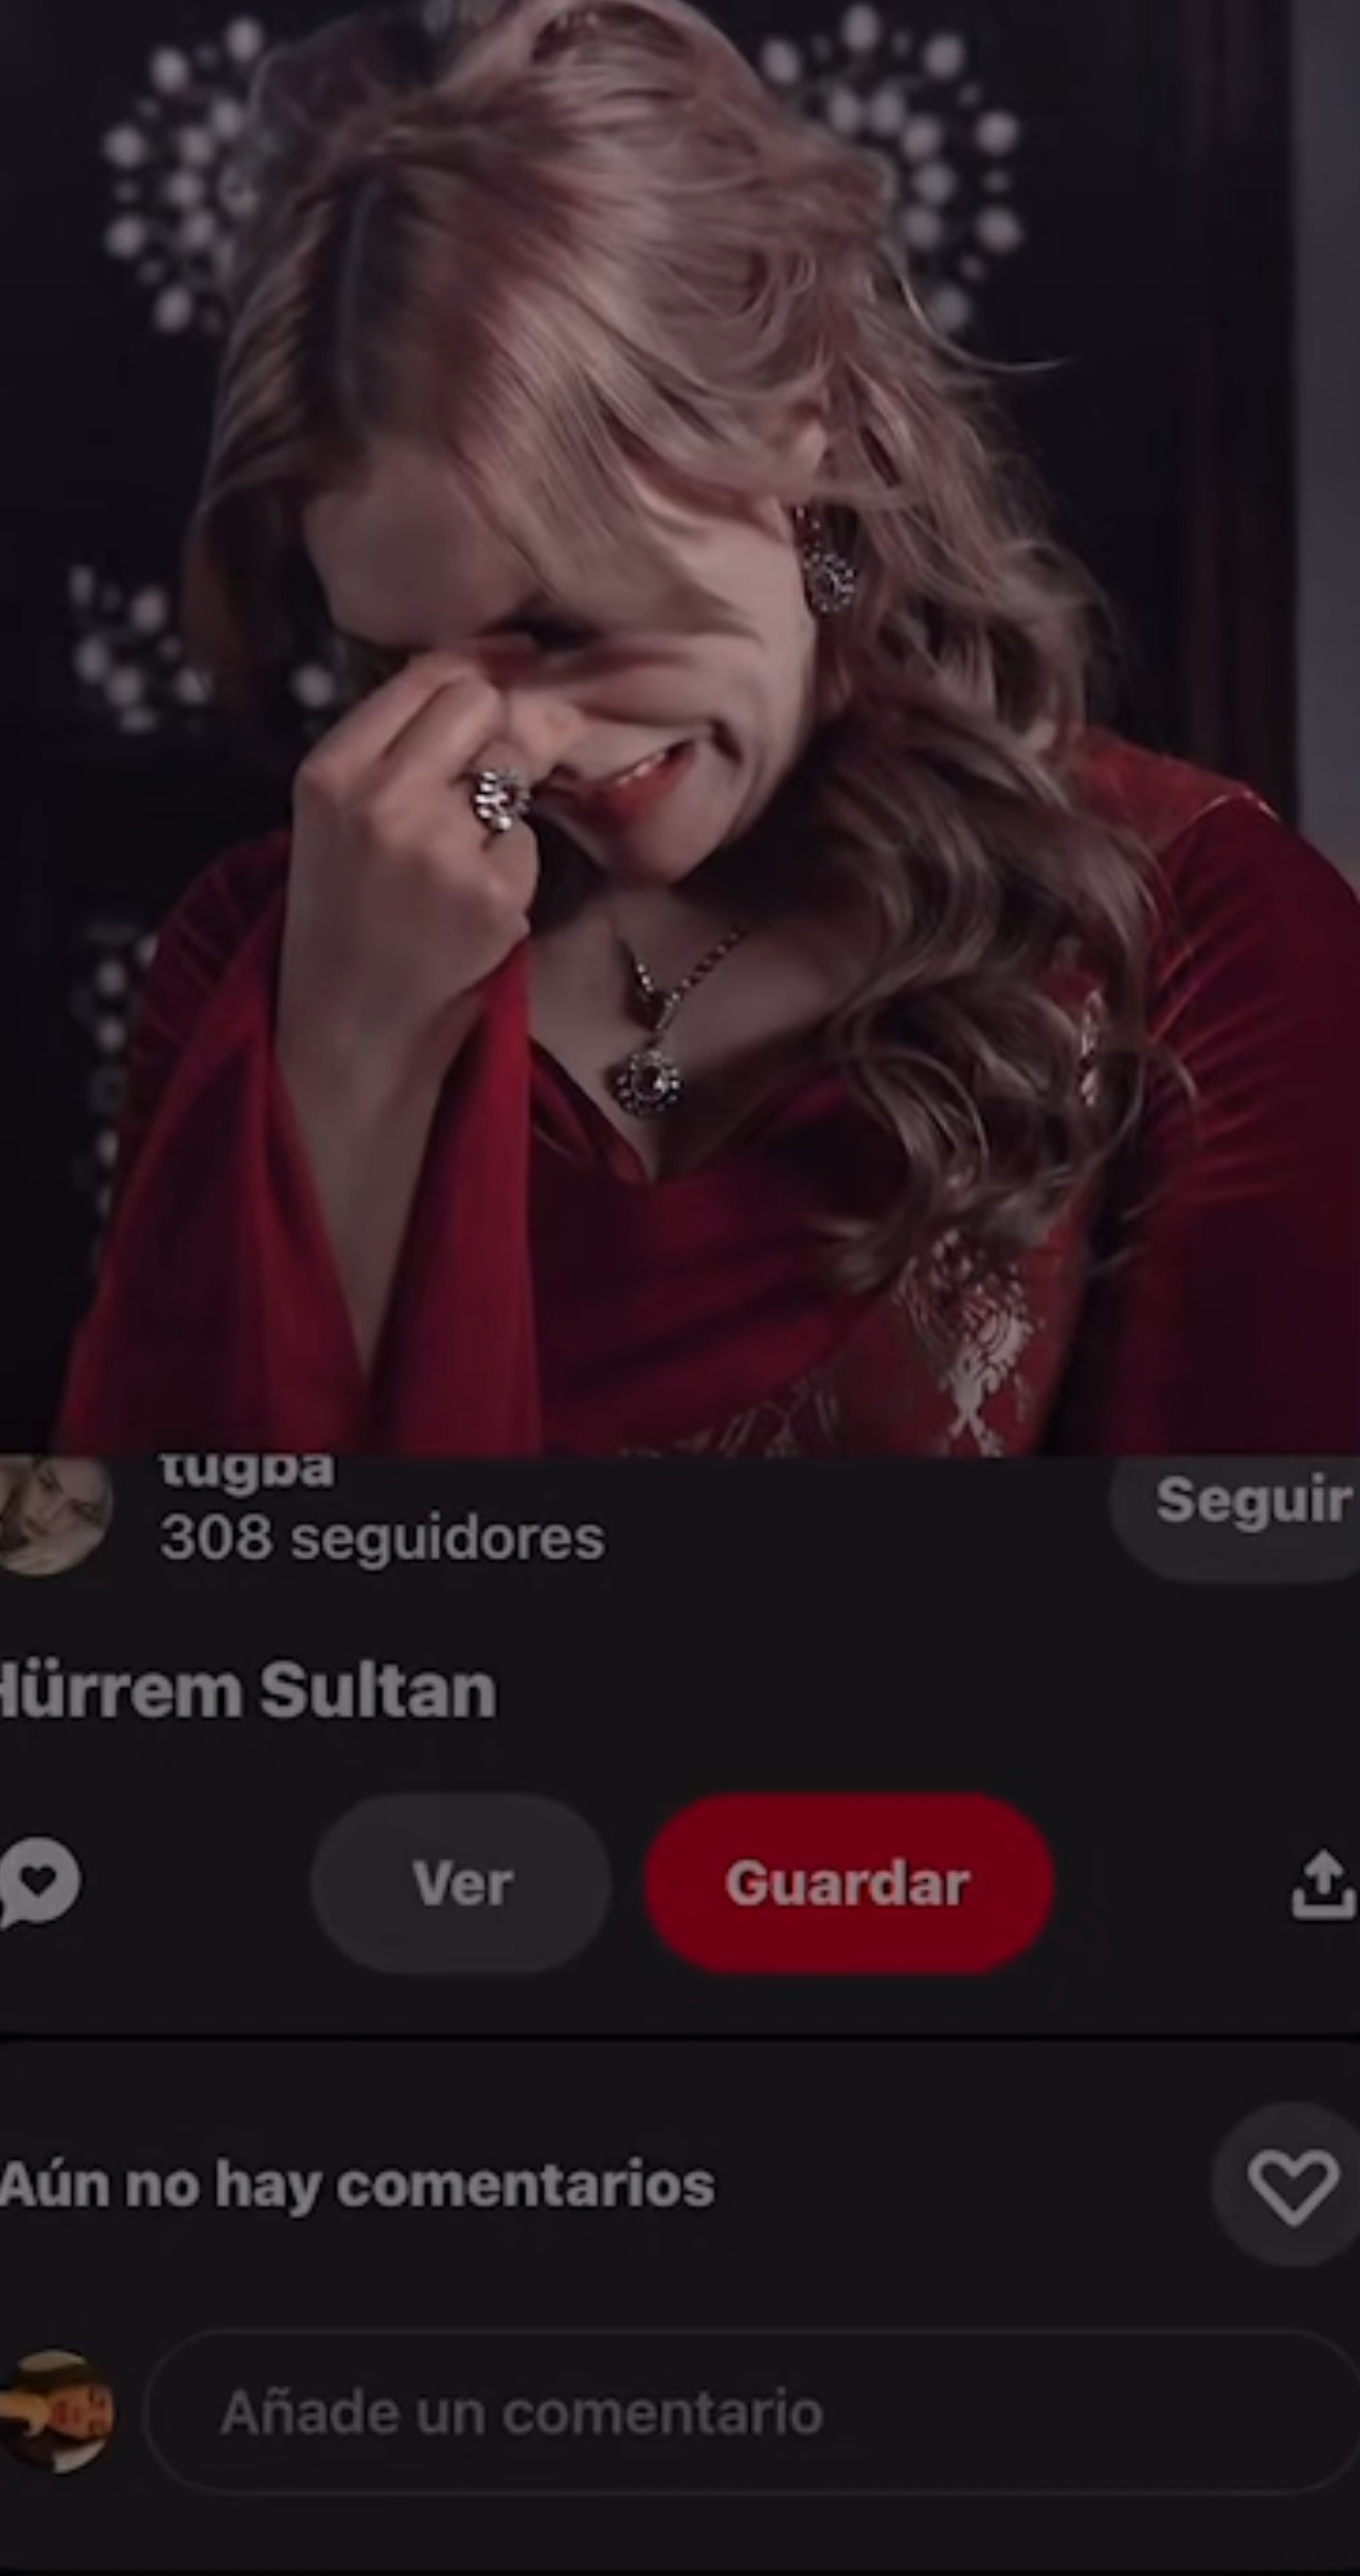 tugba
308 seguidores
Seguir
Hürrem Sultan
Ver
Guardar
Aún no hay comentarios
Añade un comentario